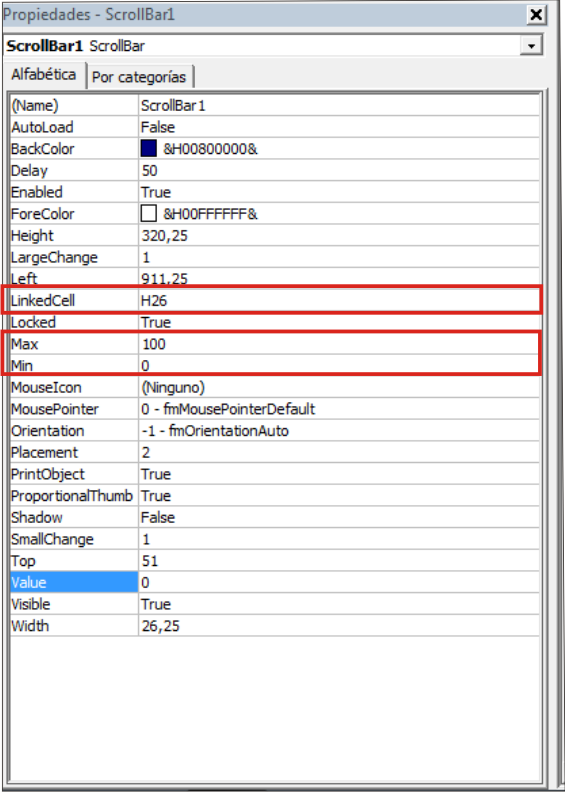 Propiedades - ScrollBar1
ScrollBar1 ScrollBar
Alfabética Por categorías
(Name) ScrollBar1
AutoLoad False
BackColor &H00800000&
Delay 50
Enabled True
ForeColor &H00FFFFFF&
Height 320,25
LargeChange 1
Left 911,25
LinkedCell H26
Locked True
Max 100
Min 0
MouseIcon (Ninguno)
MousePointer 0 - fmMousePointerDefault
Orientation -1 - fmOrientationAuto
Placement 2
PrintObject True
ProportionalThumb True
Shadow False
SmallChange 1
Top 51
Value 0
Visible True
Width 26,25